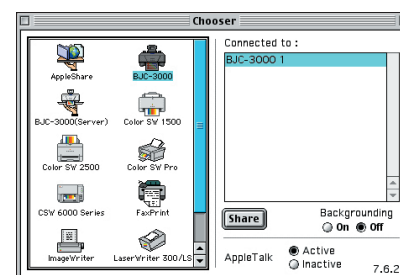 Chooser
AppleShare
BJC-3000
BJC-3000(Server)
Color SW 1500
Color SW 2500
Color SW Pro
CSW 6000 Series
FaxPrint
ImageWriter
LaserWriter 300/LS
Connected to :
BJC-3000 1
Share
Backgrounding
On Off
AppleTalk
Active
Inactive
7.6.2